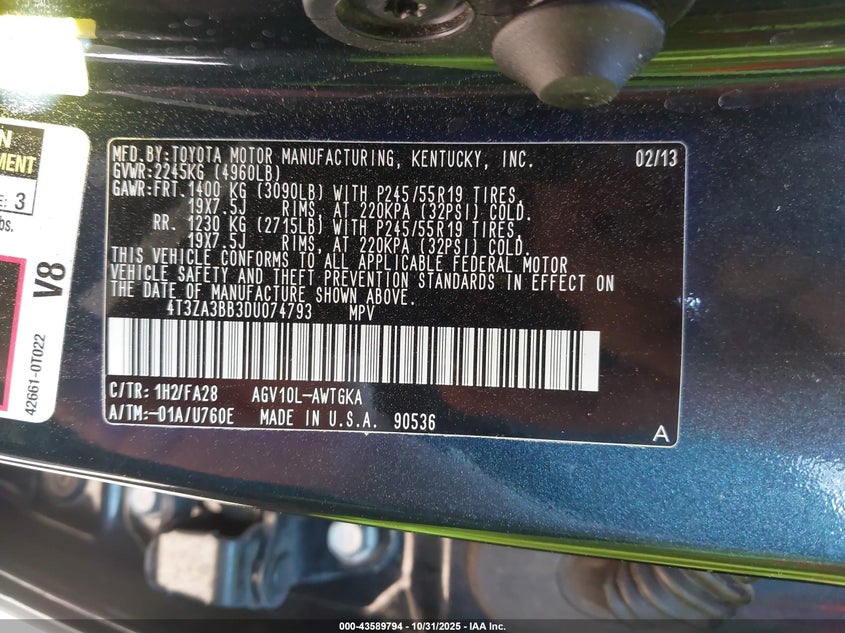 N
EMENT
E: 3
bs.
V8
42661-0T022
MFD.BY:TOYOTA MOTOR MANUFACTURING, KENTUCKY, INC. 02/13
GVWR:2245KG (4960LB)
GAWR:FRT.1400 KG (3090LB) WITH P245/55R19 TIRES,
19X7.5J RIMS, AT 220KPA (32PSI) COLD.
RR. 1230 KG (2715LB) WITH P245/55R19 TIRES,
19X7.5J RIMS, AT 220KPA (32PSI) COLD.
THIS VEHICLE CONFORMS TO ALL APPLICABLE FEDERAL MOTOR
VEHICLE SAFETY AND THEFT PREVENTION STANDARDS IN EFFECT ON
THE DATE OF MANUFACTURE SHOWN ABOVE.
4T3ZA3BB3DU074793 MPV
C/TR:1H2/FA28 AGV10L-AWTGKA
A/TM:-01A/U760E MADE IN U.S.A. 90536
A
000-43589794 - 10/31/2025 - IAA Inc.